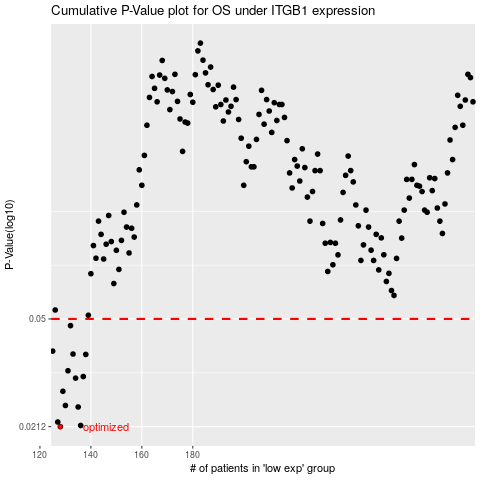 Cumulative P-Value plot for OS under ITGB1 expression
P-Value(log10)
0.05
0.0212
optimized
120 140 160 180
# of patients in 'low exp' group